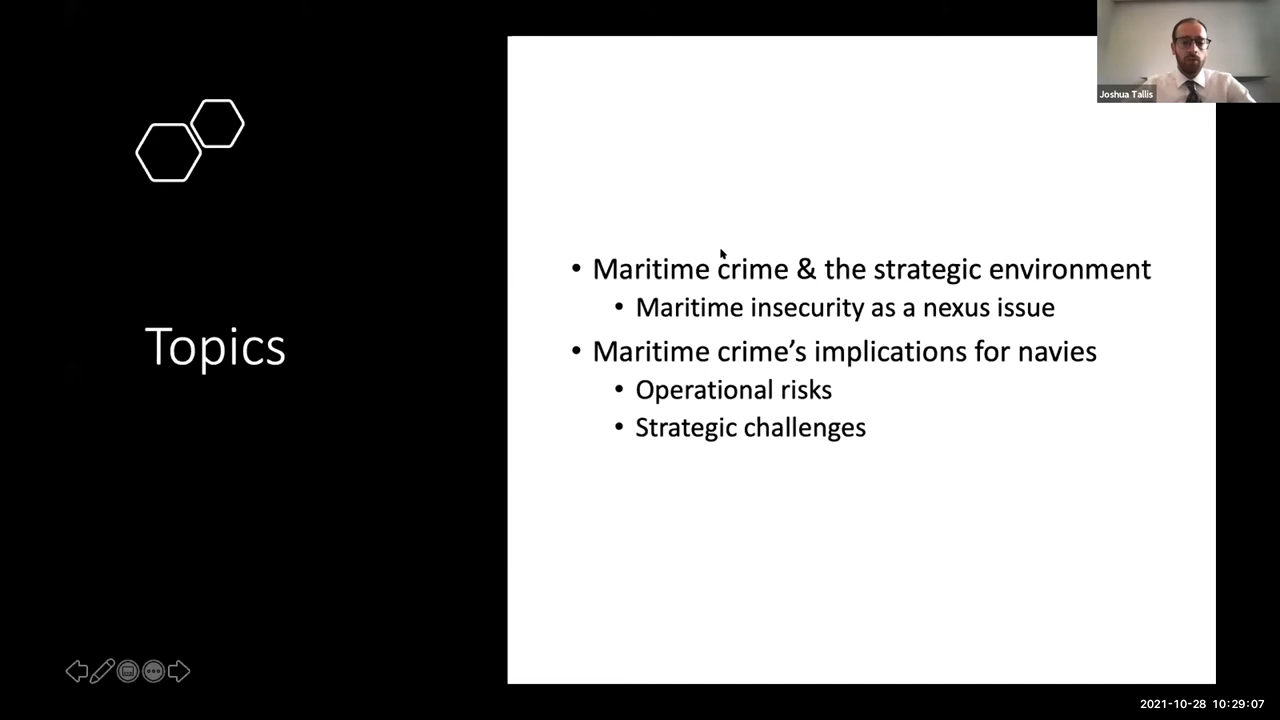 Joshua Tallis
Topics
• Maritime crime & the strategic environment
• Maritime insecurity as a nexus issue
• Maritime crime's implications for navies
• Operational risks
• Strategic challenges
2021-10-28 10:29:07